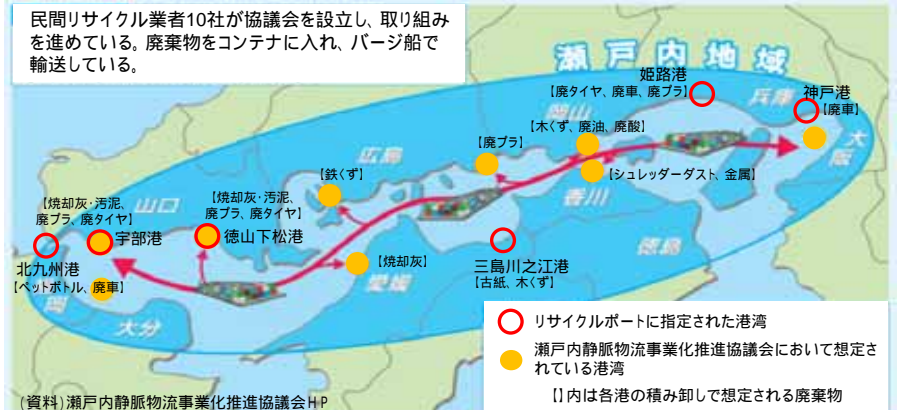 民間リサイクル業者10社が協議会を設立し、取り組み
を進めている。廃棄物をコンテナに入れ、バージ船で
輸送している。
瀬戸内地域
姫路港
【廃タイヤ、廃車、廃プラ】
兵庫
神戸港
【廃車】
大阪
岡山
【木くず、廃油、廃酸】
【廃プラ】
広島
【鉄くず】
【シュレッダーダスト、金属】
香川
徳島
【焼却灰・汚泥、
廃プラ、廃タイヤ】
山口
【焼却灰・汚泥、
廃プラ、廃タイヤ】
宇部港
徳山下松港
北九州港
【ペットボトル、廃車】
【焼却灰】
愛媛
三島川之江港
【古紙、木くず】
岡
大分
リサイクルポートに指定された港湾
瀬戸内静脈物流事業化推進協議会において想定さ
れている港湾
【】内は各港の積み卸しで想定される廃棄物
(資料)瀬戸内静脈物流事業化推進協議会HP